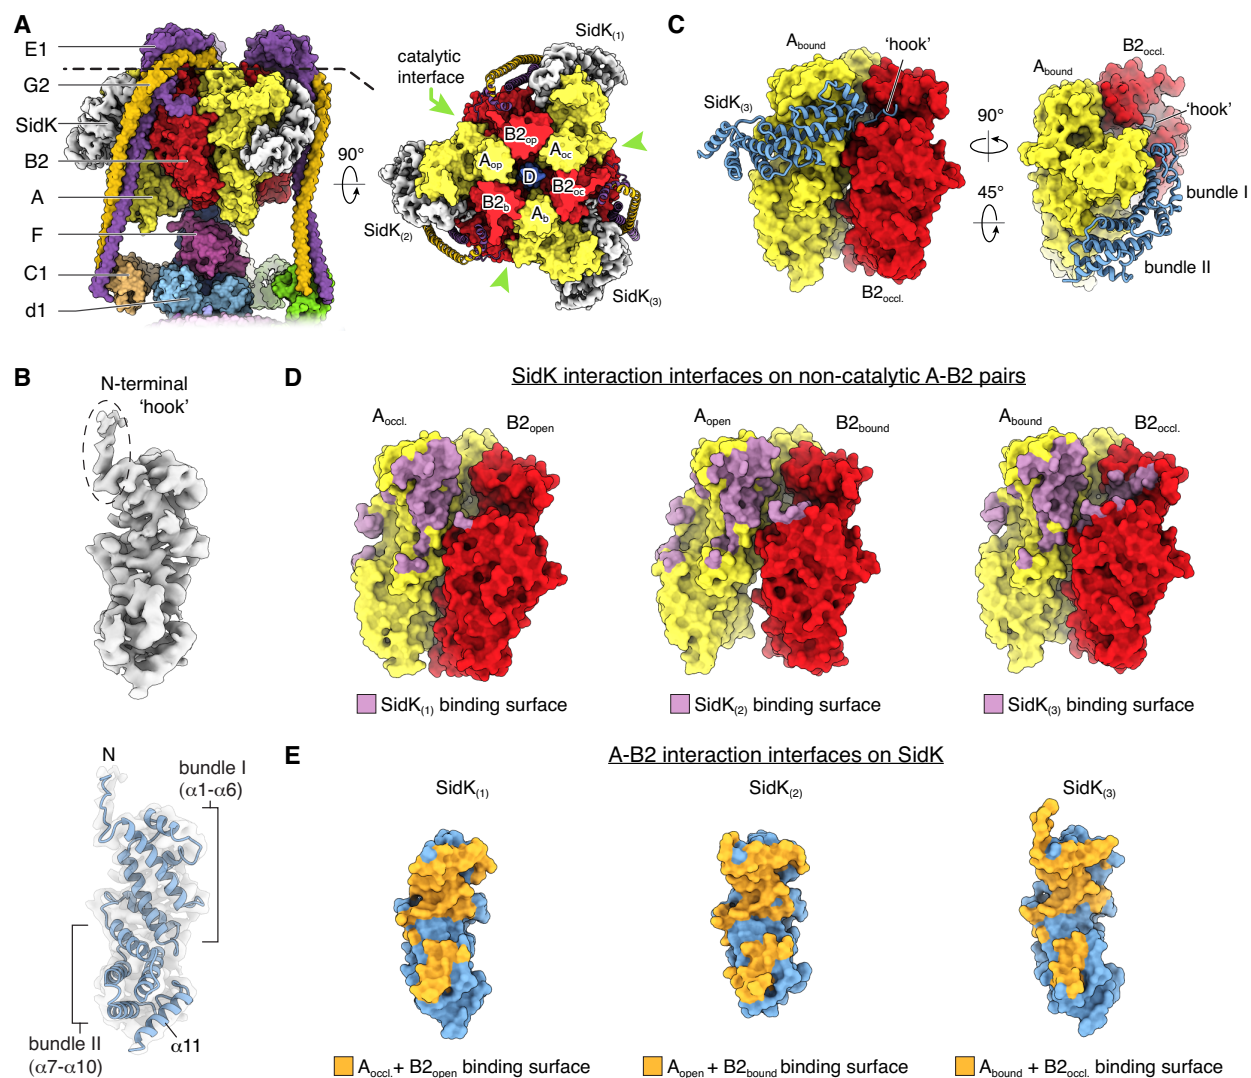 A
E1
G2
SidK
B2
A
F
C1
d1
90°
catalytic
interface
SidK(1)
B2op
Aoc
Aop
D
B2oc
B2b
Ab
SidK(2)
SidK(3)
C
Abound
'hook'
SidK(3)
B2occl.
90°
45°
B2occl.
Abound
'hook'
bundle I
bundle II
B
N-terminal
'hook'
N
bundle I
(α1-α6)
bundle II
(α7-α10)
α11
D
SidK interaction interfaces on non-catalytic A-B2 pairs
Aoccl.
B2open
Aopen
B2bound
Abound
B2occl.
SidK(1) binding surface
SidK(2) binding surface
SidK(3) binding surface
E
A-B2 interaction interfaces on SidK
SidK(1)
SidK(2)
SidK(3)
Aoccl.+ B2open binding surface
Aopen + B2bound binding surface
Abound + B2occl. binding surface